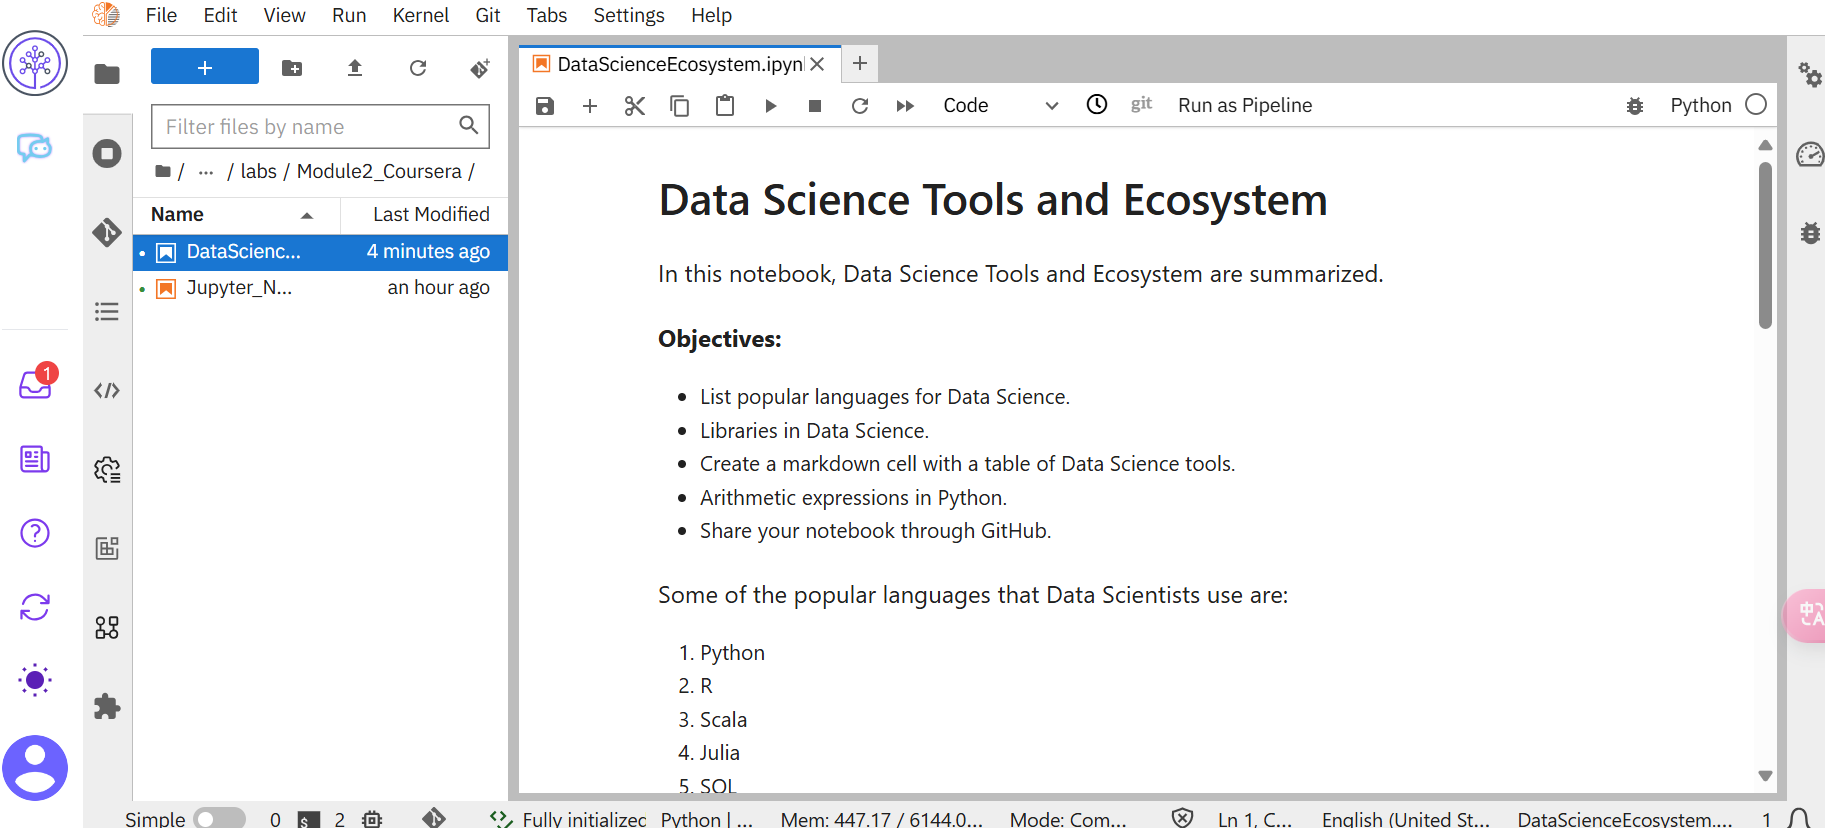 File Edit View Run Kernel Git Tabs Settings Help
DataScienceEcosystem.ipyn
Filter files by name
Code
git
Run as Pipeline
Python
/ ... / labs / Module2_Coursera /
Name Last Modified
DataScienc... 4 minutes ago
Jupyter_N... an hour ago
Data Science Tools and Ecosystem
In this notebook, Data Science Tools and Ecosystem are summarized.
Objectives:
• List popular languages for Data Science.
• Libraries in Data Science.
• Create a markdown cell with a table of Data Science tools.
• Arithmetic expressions in Python.
• Share your notebook through GitHub.
Some of the popular languages that Data Scientists use are:
1. Python
2. R
3. Scala
4. Julia
5. SQL
1
中A
Simple 0 $ 2 Fully initialized Python | ... Mem: 447.17 / 6144.0... Mode: Com... Ln 1, C... English (United St... DataScienceEcosystem.... 1